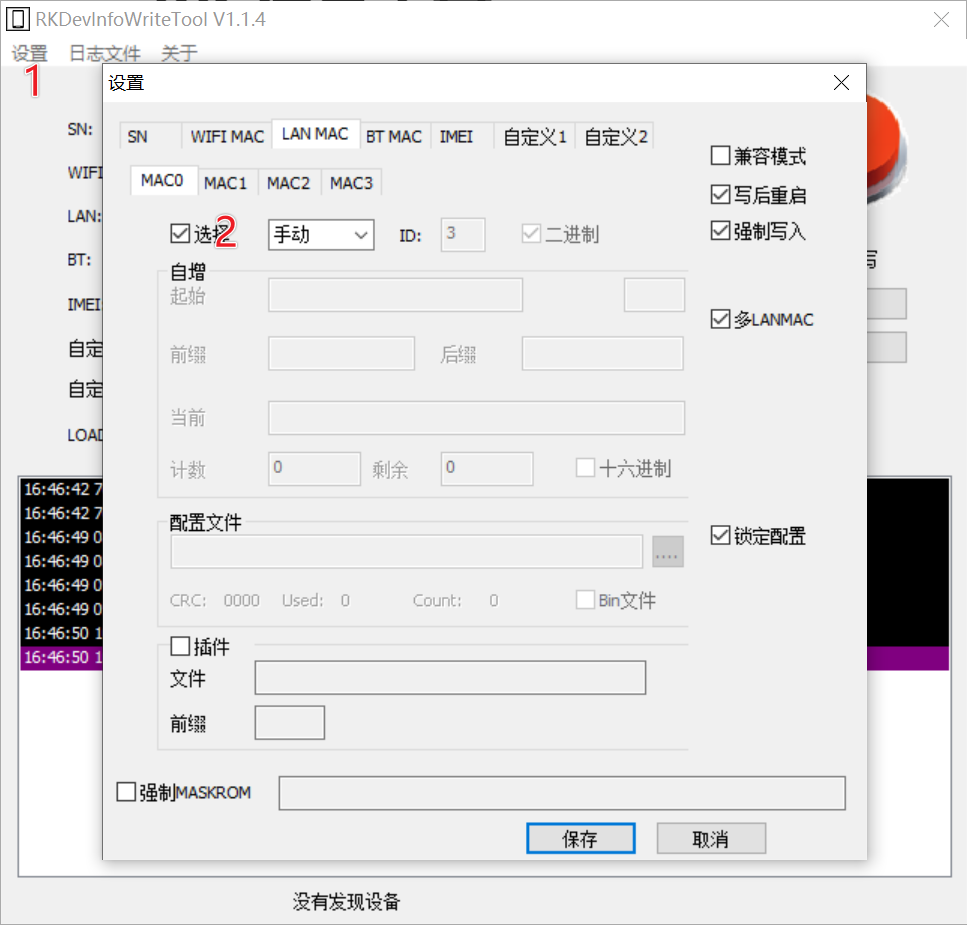 RKDevInfoWriteTool V1.1.4
设置 日志文件 关于
1
设置
SN WIFI MAC LAN MAC BT MAC IMEI 自定义1 自定义2
MAC0 MAC1 MAC2 MAC3
选择 2 手动 ID: 3 二进制
自增
起始
前缀 后缀
当前
计数 0 剩余 0 十六进制
配置文件
....
CRC: 0000 Used: 0 Count: 0 Bin文件
插件
文件
前缀
兼容模式
写后重启
强制写入
多LANMAC
锁定配置
强制MASKROM
保存 取消
SN:
WIFI
LAN:
BT:
写
IMEI
自定
自定
LOAD
16:46:42 7
16:46:42 7
16:46:49 0
16:46:49 0
16:46:49 0
16:46:49 0
16:46:50 1
16:46:50 1
没有发现设备